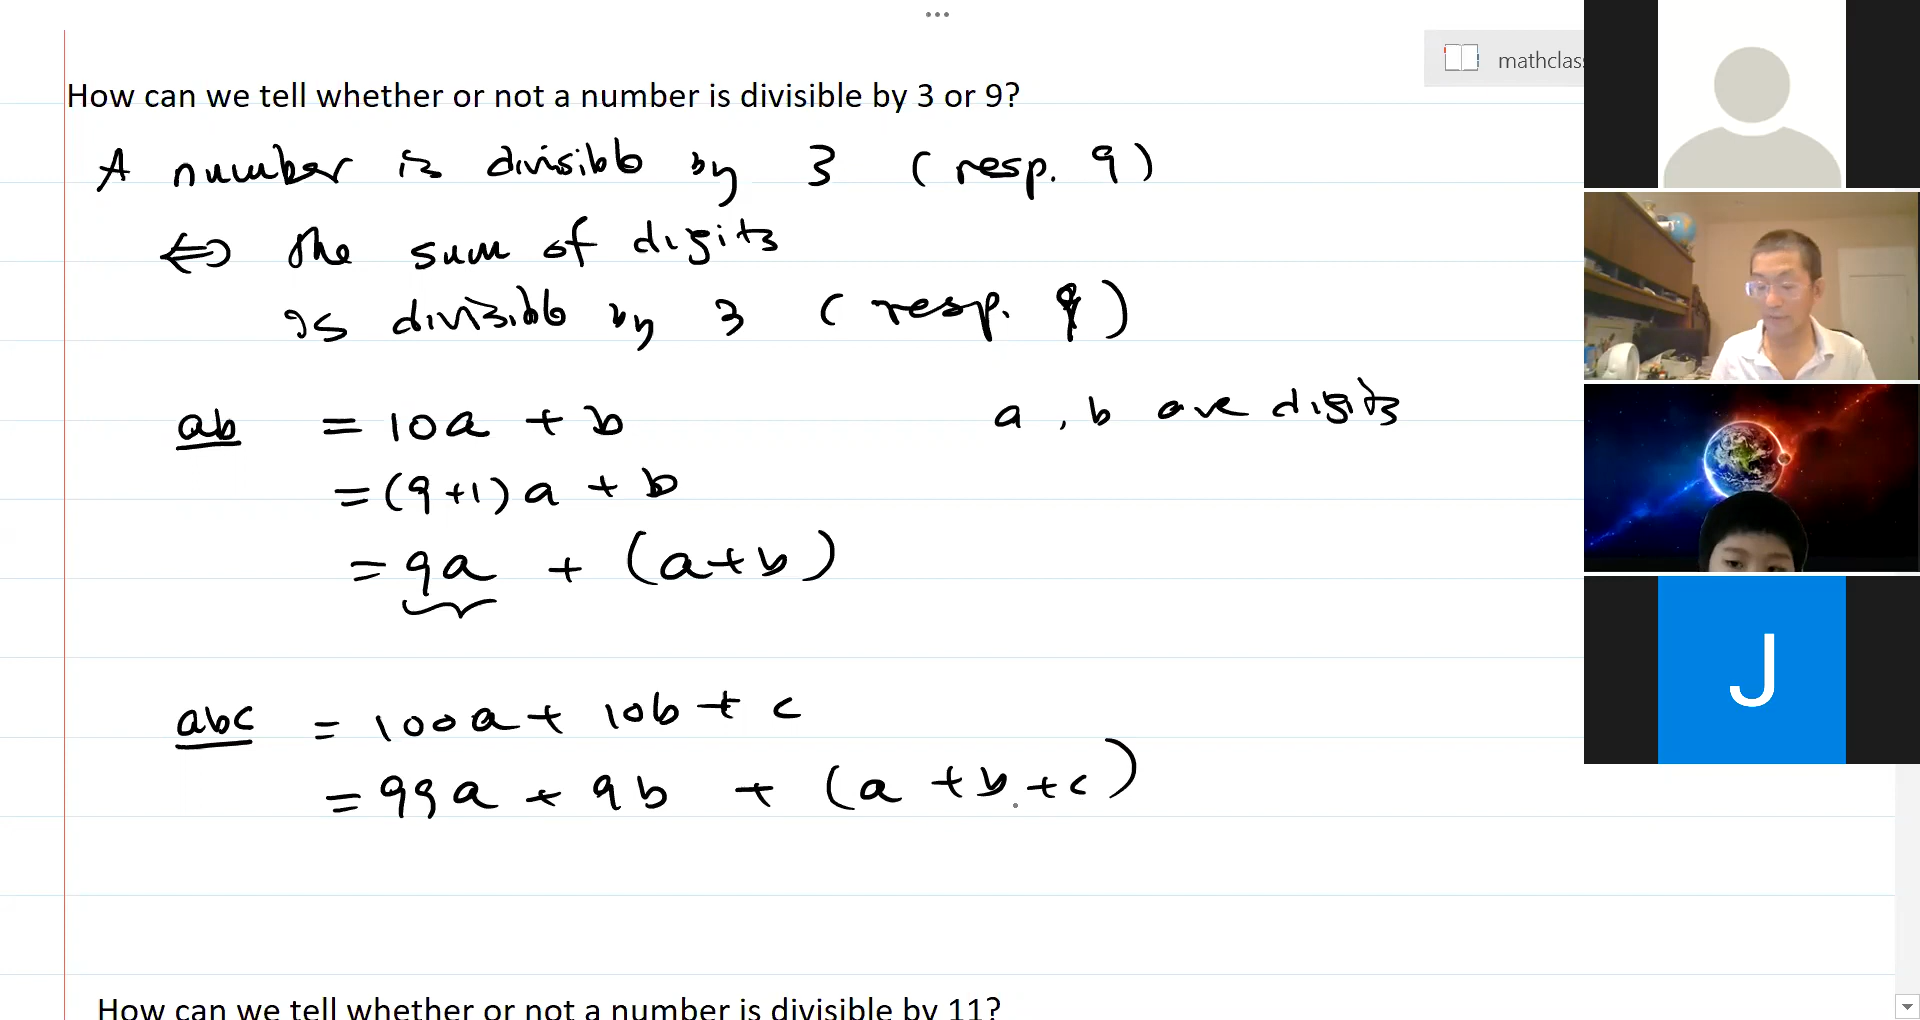 mathclas
How can we tell whether or not a number is divisible by 3 or 9?
A number is divisible by 3 (resp. 9)
⇔ the sum of digits
is divisible by 3 (resp. 9)
ab = 10a + b a, b are digits
= (9+1)a + b
= 9a + (a+b)
abc = 100a + 10b + c
= 99a + 9b + (a+b+c)
How can we tell whether or not a number is divisible by 11?
J